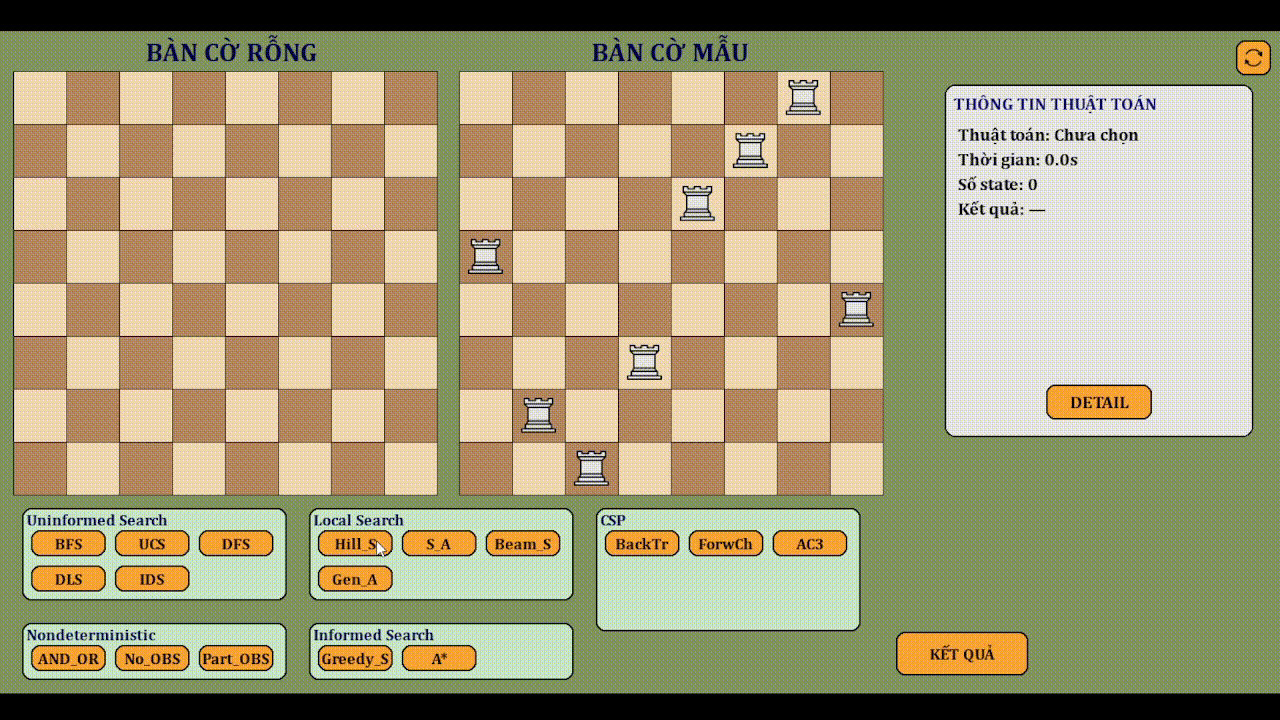 BÀN CỜ RỖNG
BÀN CỜ MẪU
THÔNG TIN THUẬT TOÁN
Thuật toán: Chưa chọn
Thời gian: 0.0s
Số state: 0
Kết quả: —
DETAIL
Uninformed Search
BFS UCS DFS
DLS IDS
Local Search
Hill_S S_A Beam_S
Gen_A
CSP
BackTr ForwCh AC3
Nondeterministic
AND_OR No_OBS Part_OBS
Informed Search
Greedy_S A*
KẾT QUẢ